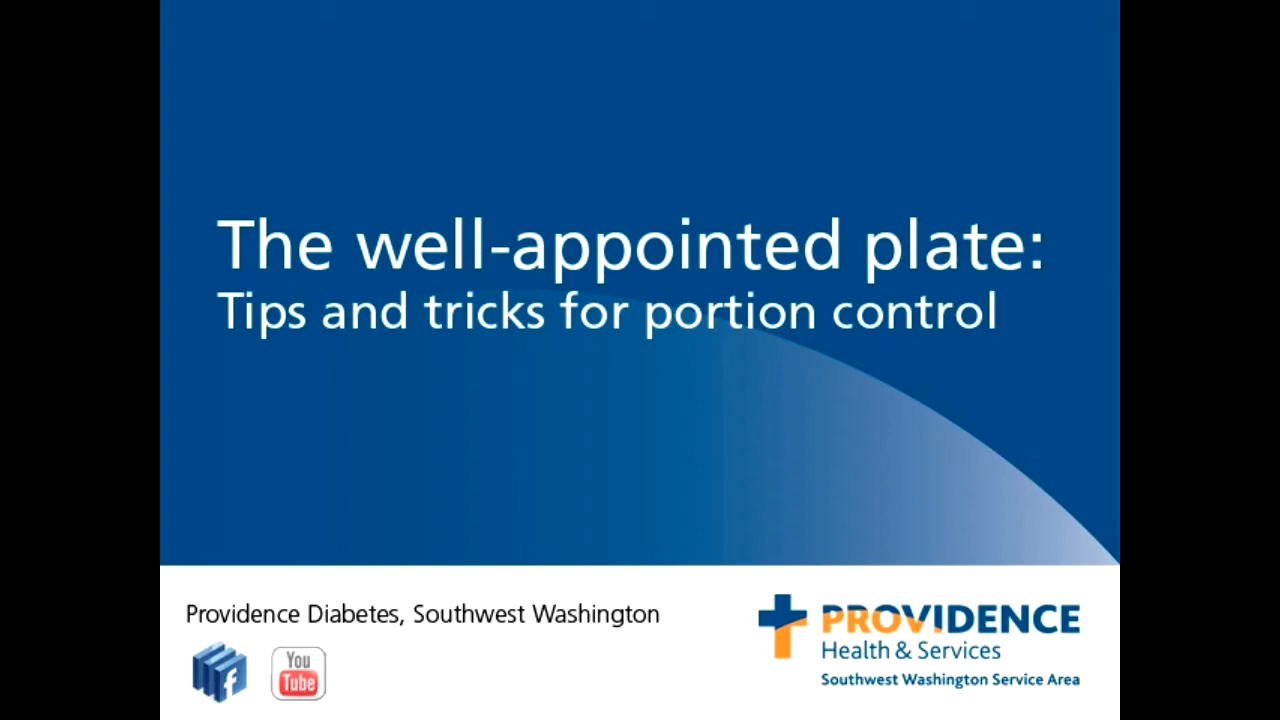 The well-appointed plate:
Tips and tricks for portion control
Providence Diabetes, Southwest Washington
f
You
Tube
PROVIDENCE
Health & Services
Southwest Washington Service Area